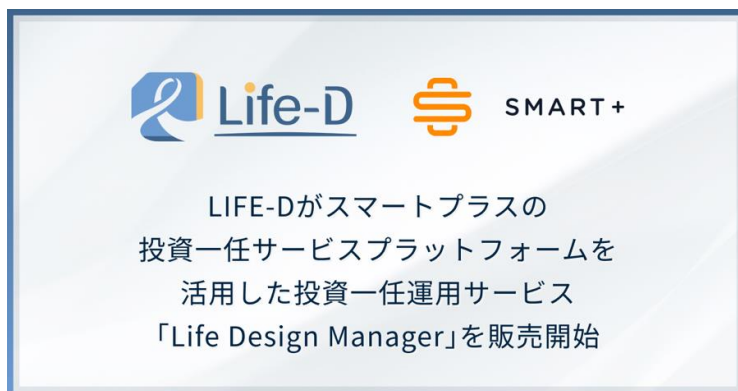 Life-D
SMART+
LIFE-Dがスマートプラスの
投資一任サービスプラットフォームを
活用した投資一任運用サービス
「Life Design Manager」を販売開始